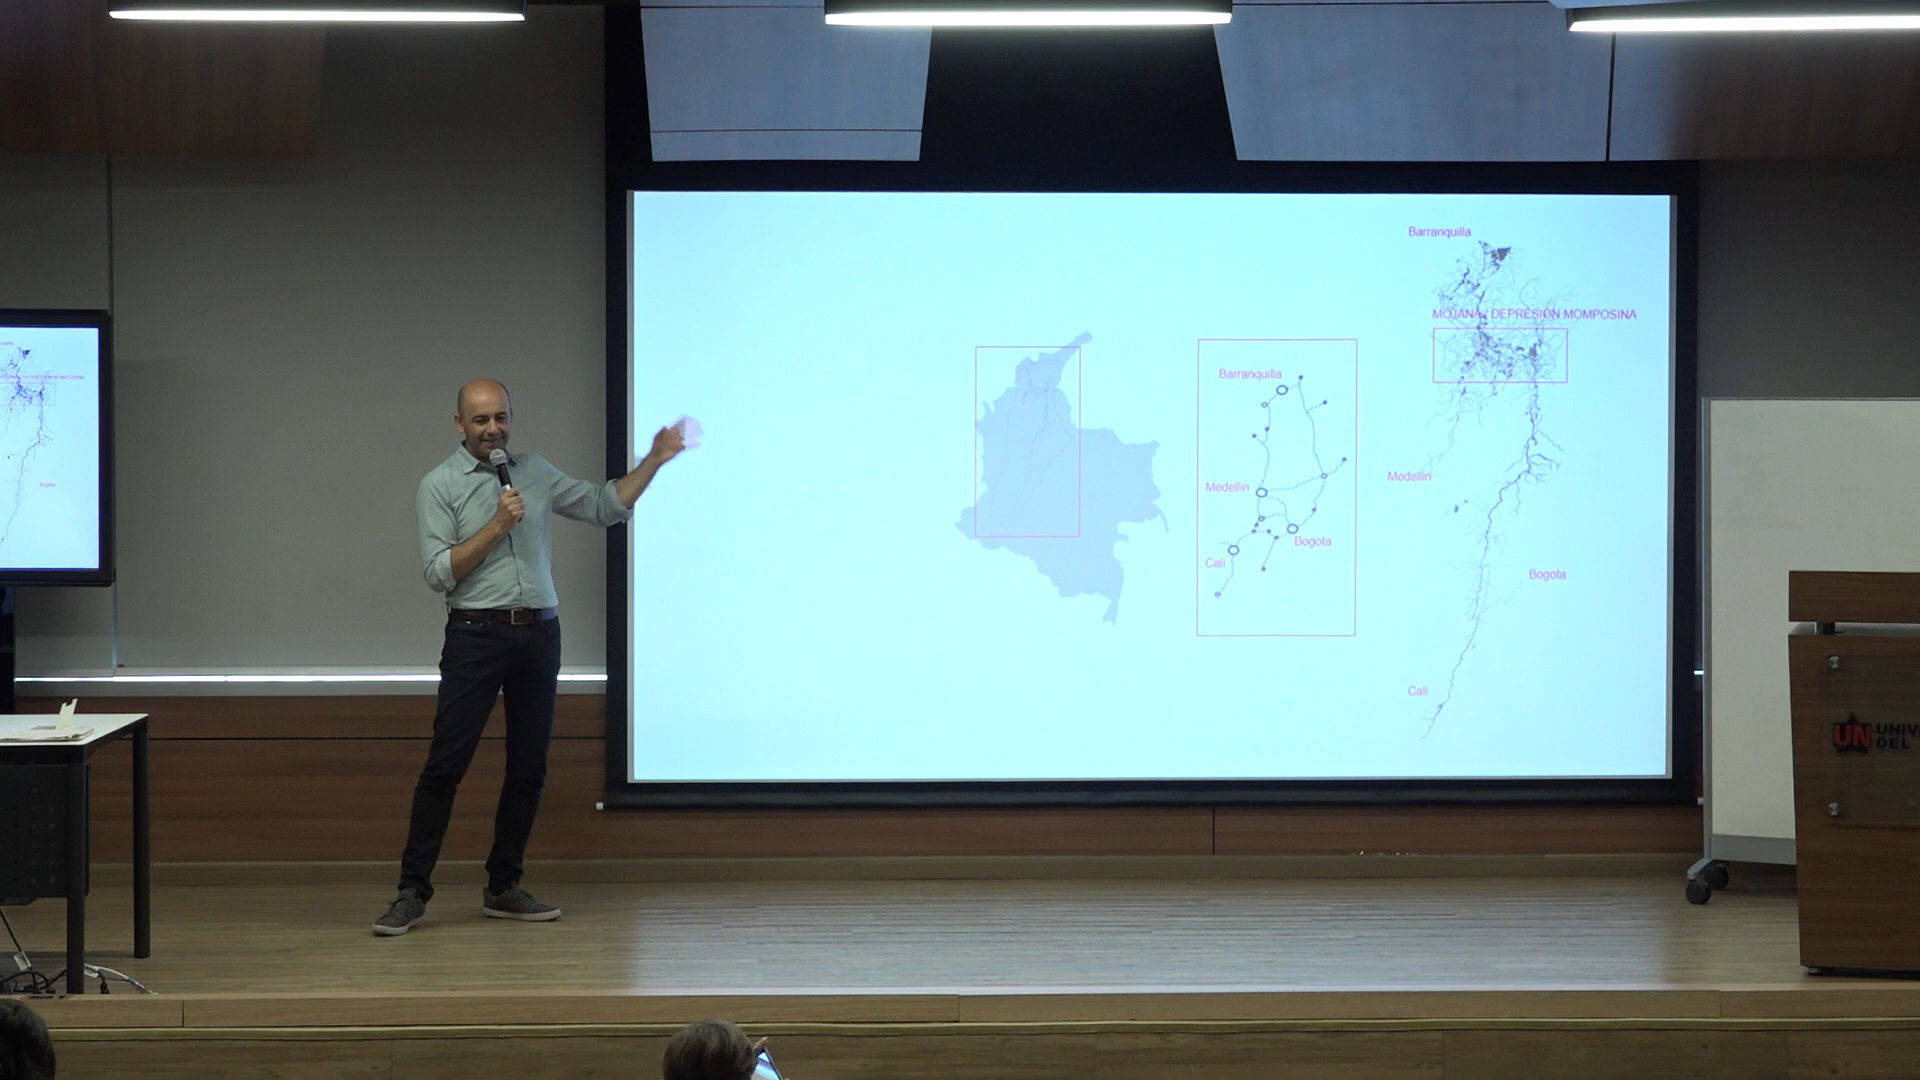 Barranquilla
MOJANA / DEPRESIÓN MOMPOSINA
Medellin
Bogota
Cali
Barranquilla
Medellin
Bogota
Cali
UN
DEL